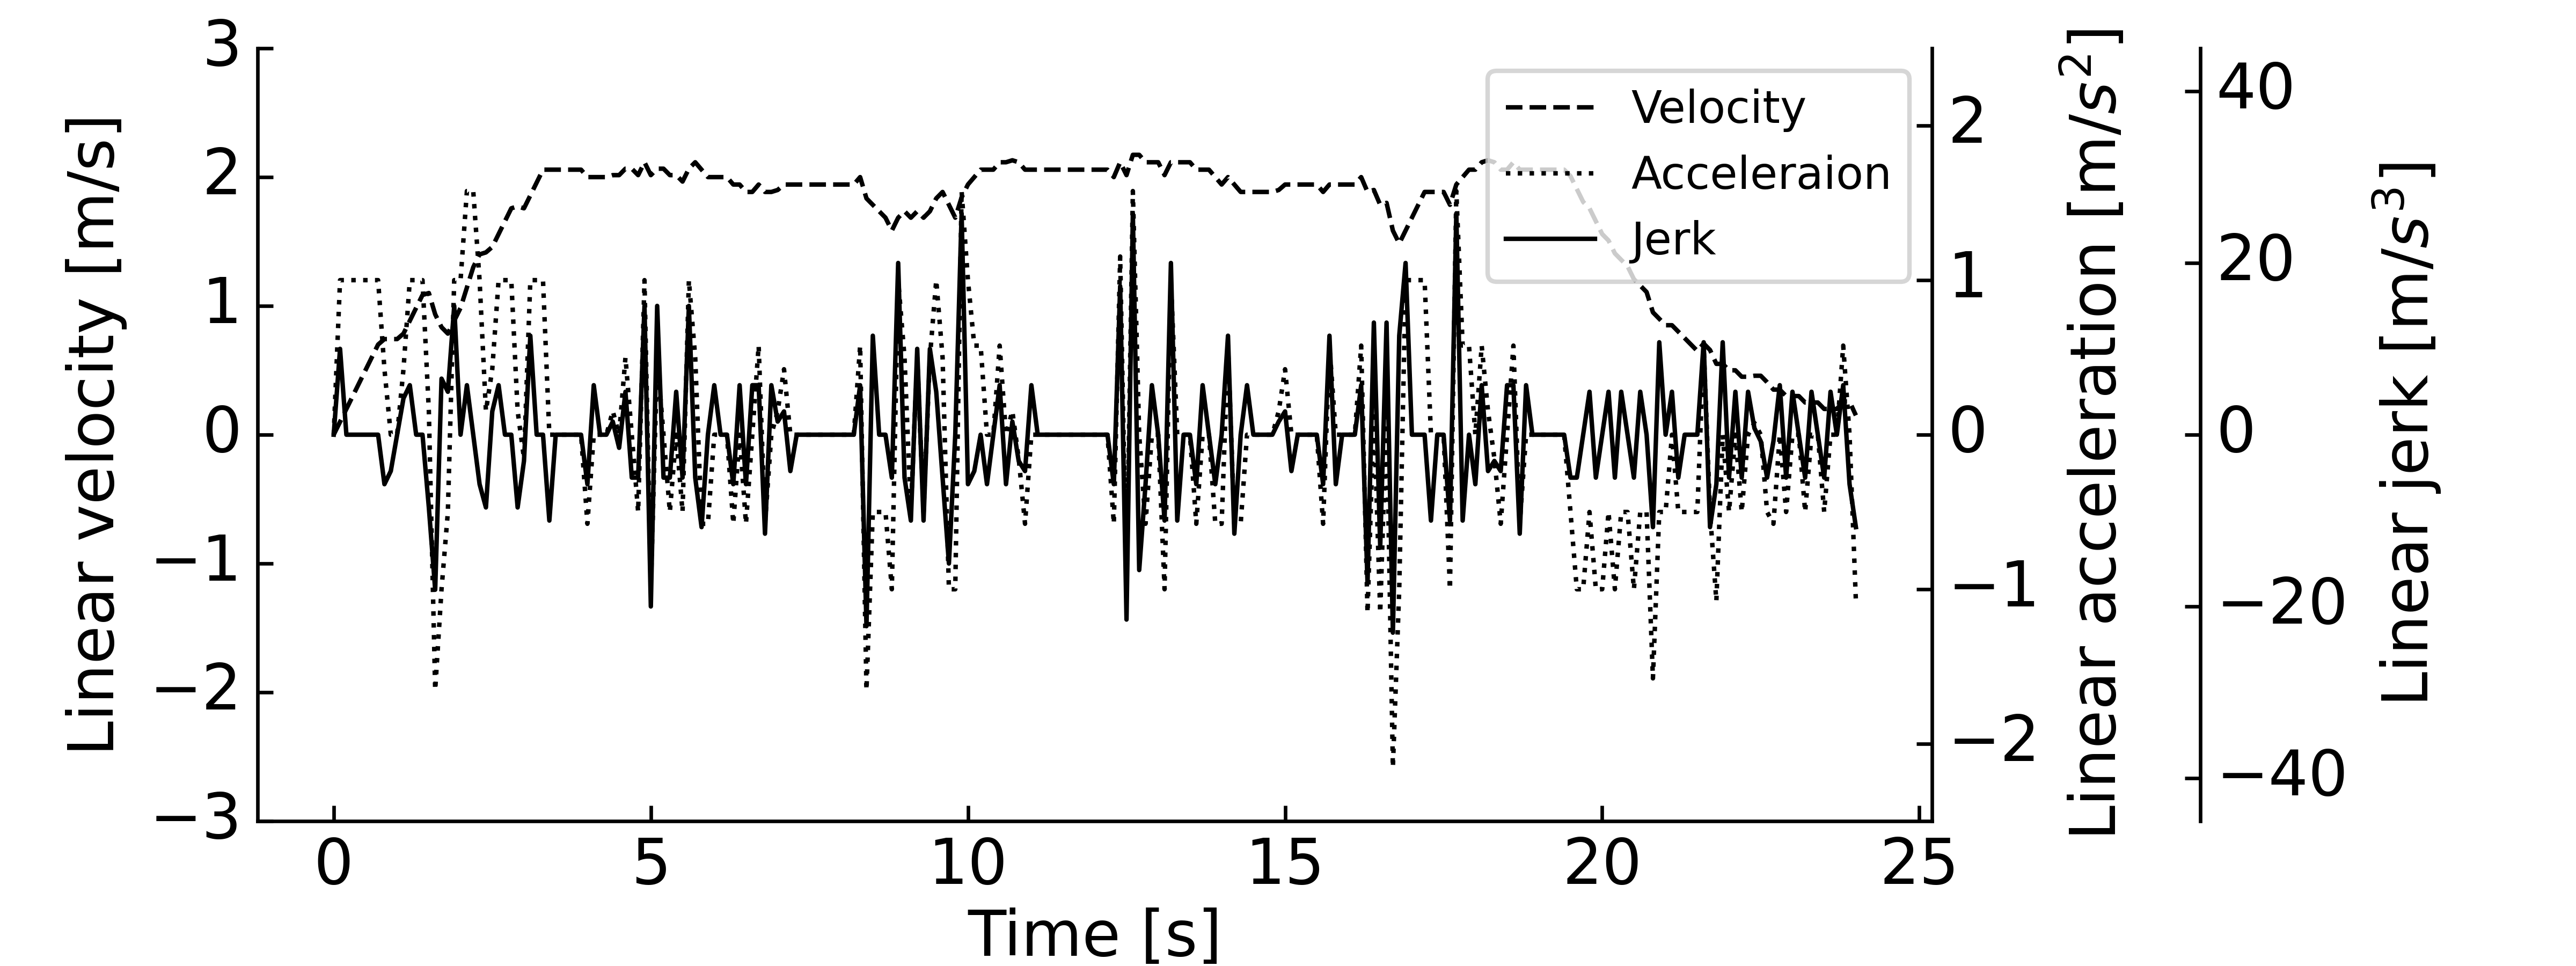 Linear velocity [m/s]
3
2
1
0
−1
−2
−3
0 5 10 15 20 25
Time [s]
Velocity
Acceleraion
Jerk
2
1
0
−1
−2
Linear acceleration [m/s²]
40
20
0
−20
−40
Linear jerk [m/s³]